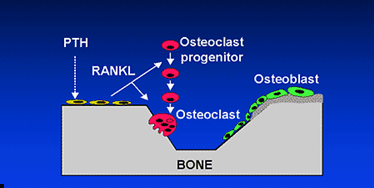 PTH
RANKL
Osteoclast
progenitor
Osteoclast
Osteoblast
BONE